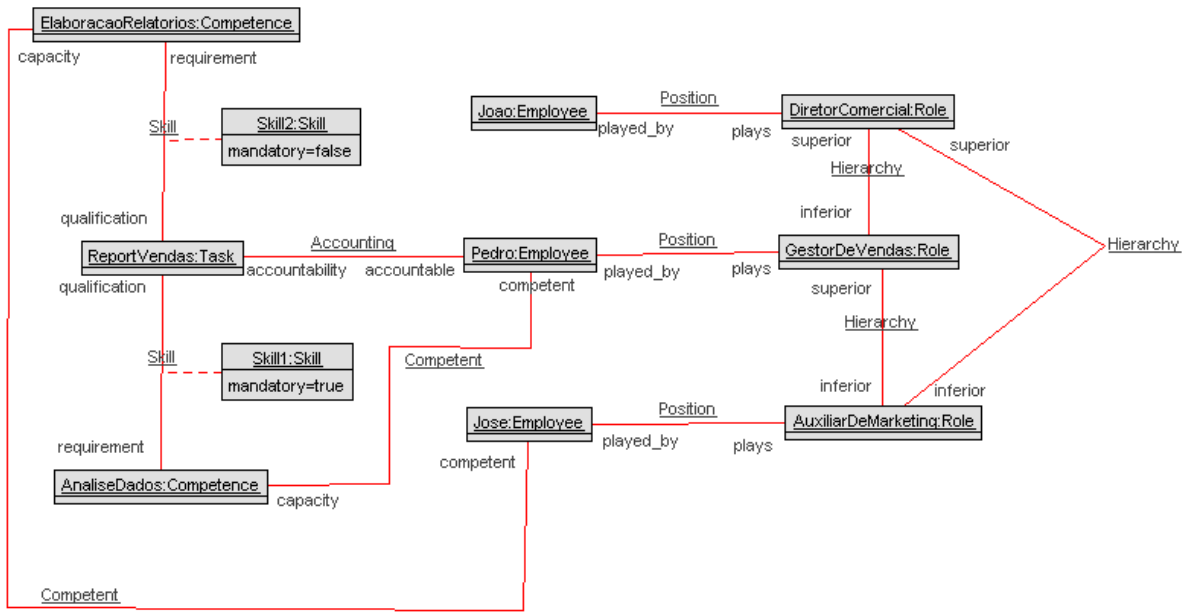 ElaboracaoRelatorios:Competence
capacity
requirement
Skill
Skill2:Skill
mandatory=false
Joao:Employee
Position
played_by
plays
DiretorComercial:Role
superior
superior
Hierarchy
inferior
qualification
ReportVendas:Task
Accounting
accountability
accountable
Pedro:Employee
Position
played_by
plays
GestorDeVendas:Role
Hierarchy
qualification
competent
superior
Hierarchy
Skill
Skill1:Skill
mandatory=true
Competent
inferior
inferior
Jose:Employee
Position
played_by
plays
AuxiliarDeMarketing:Role
requirement
competent
AnaliseDados:Competence
capacity
Competent